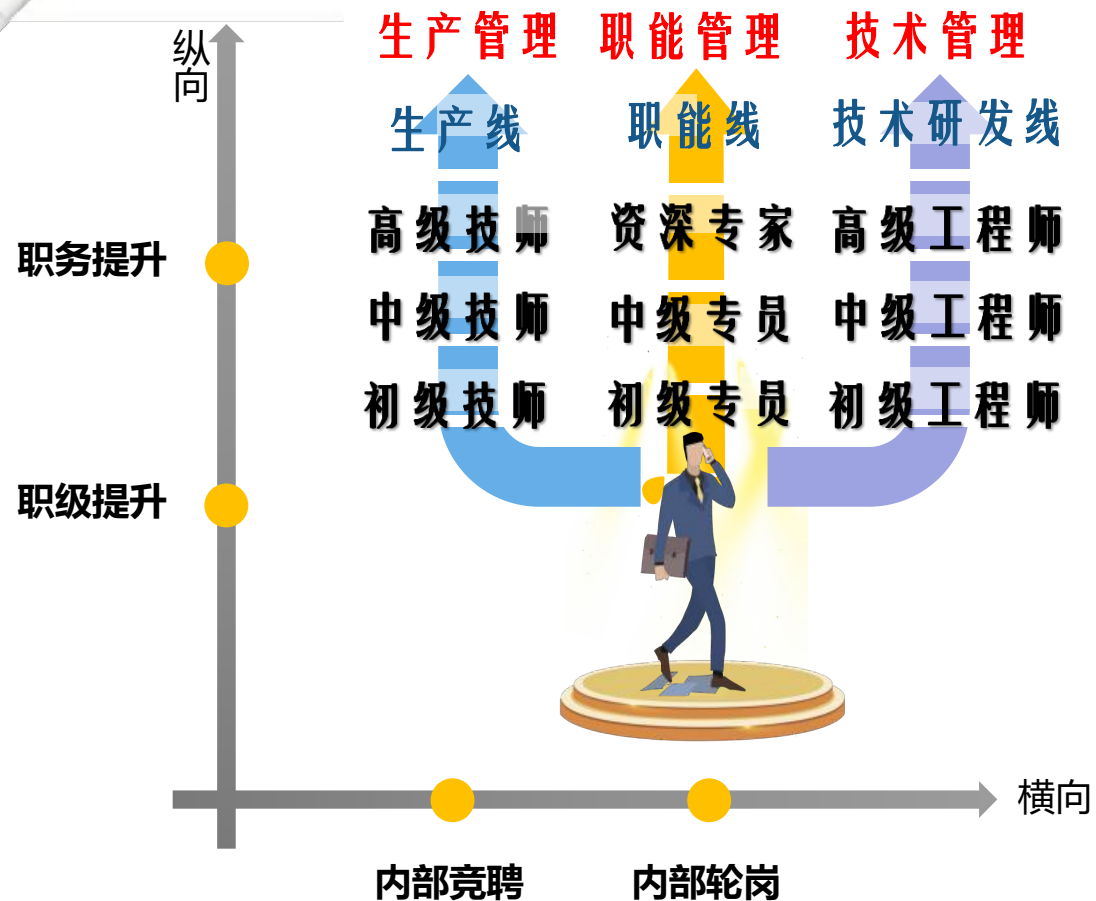 纵向
生产管理 职能管理 技术管理
生产线 职能线 技术研发线
高级技师 资深专家 高级工程师
职务提升
中级技师 中级专员 中级工程师
初级技师 初级专员 初级工程师
职级提升
横向
内部竞聘 内部轮岗